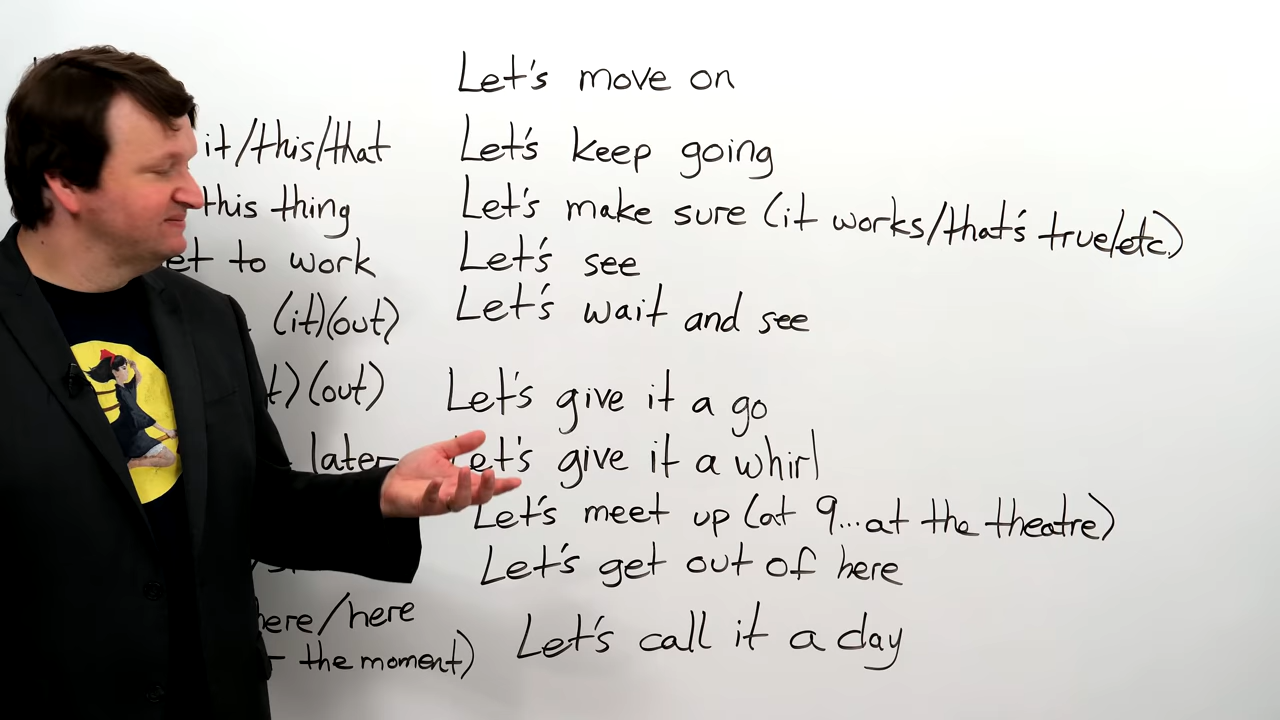 it/this/that
this thing
to work
(it)(out)
(out)
later
here/here
the moment)
Let's move on
Let's keep going
Let's make sure (it works/that's true/etc.)
Let's see
Let's wait and see
Let's give it a go
Let's give it a whirl
Let's meet up (at 9...at the theatre)
Let's get out of here
Let's call it a day